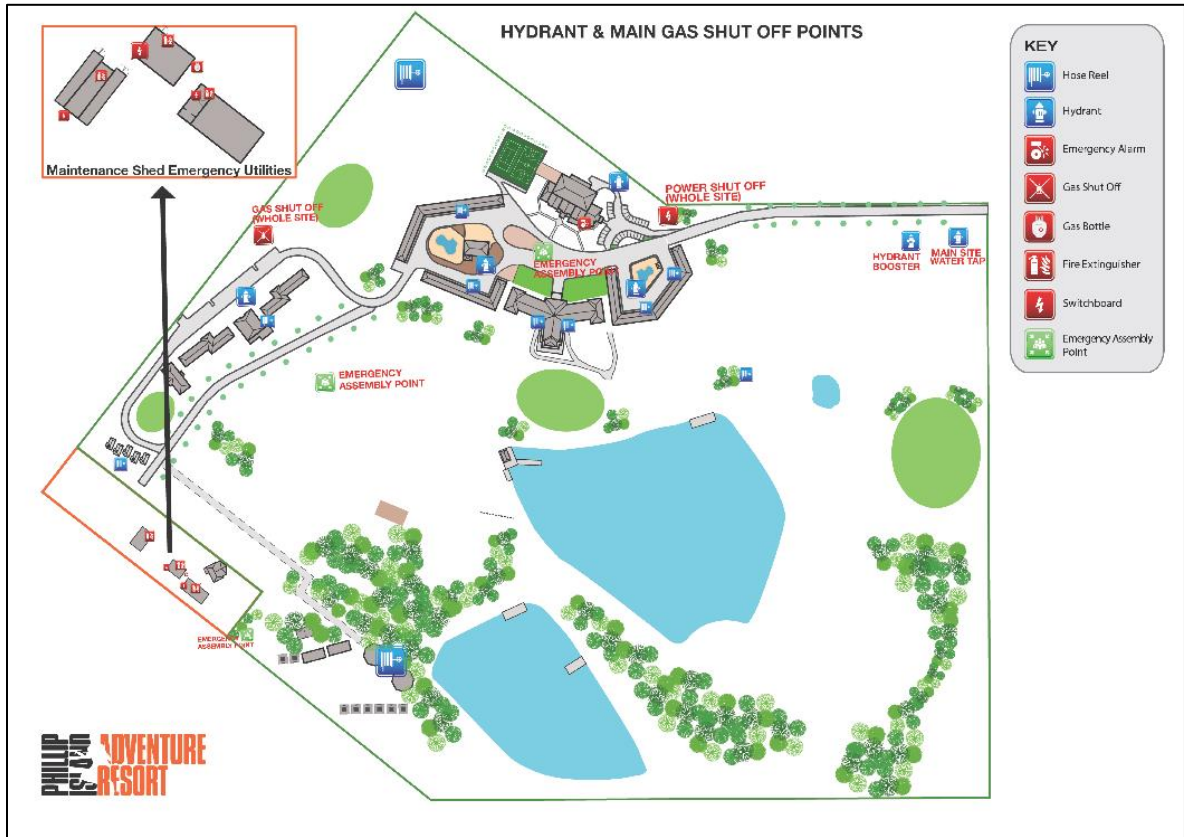 HYDRANT & MAIN GAS SHUT OFF POINTS
Maintenance Shed Emergency Utilities
GAS SHUT OFF
(WHOLE SITE)
POWER SHUT OFF
(WHOLE SITE)
EMERGENCY
ASSEMBLY POINT
HYDRANT
BOOSTER
MAIN SITE
WATER TAP
EMERGENCY
ASSEMBLY POINT
EMERGENCY
ASSEMBLY POINT
KEY
Hose Reel
Hydrant
Emergency Alarm
Gas Shut Off
Gas Bottle
Fire Extinguisher
Switchboard
Emergency Assembly
Point
PHILLIP
ISLAND
ADVENTURE
RESORT